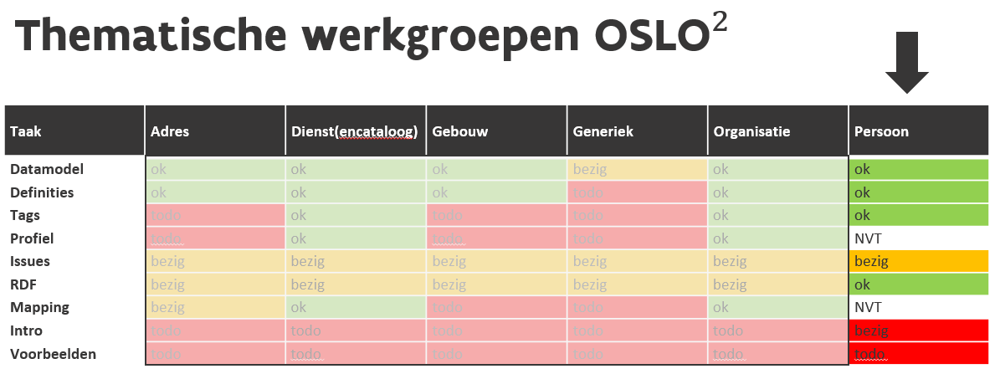 Thematische werkgroepen OSLO²
Taak Adres Dienst(encataloog) Gebouw Generiek Organisatie Persoon
Datamodel ok ok ok bezig ok ok
Definities ok ok ok todo ok ok
Tags todo ok todo todo ok ok
Profiel todo ok todo todo ok NVT
Issues bezig bezig bezig bezig bezig bezig
RDF bezig bezig bezig bezig bezig ok
Mapping bezig ok todo todo ok NVT
Intro todo todo todo todo todo bezig
Voorbeelden todo todo todo todo todo todo